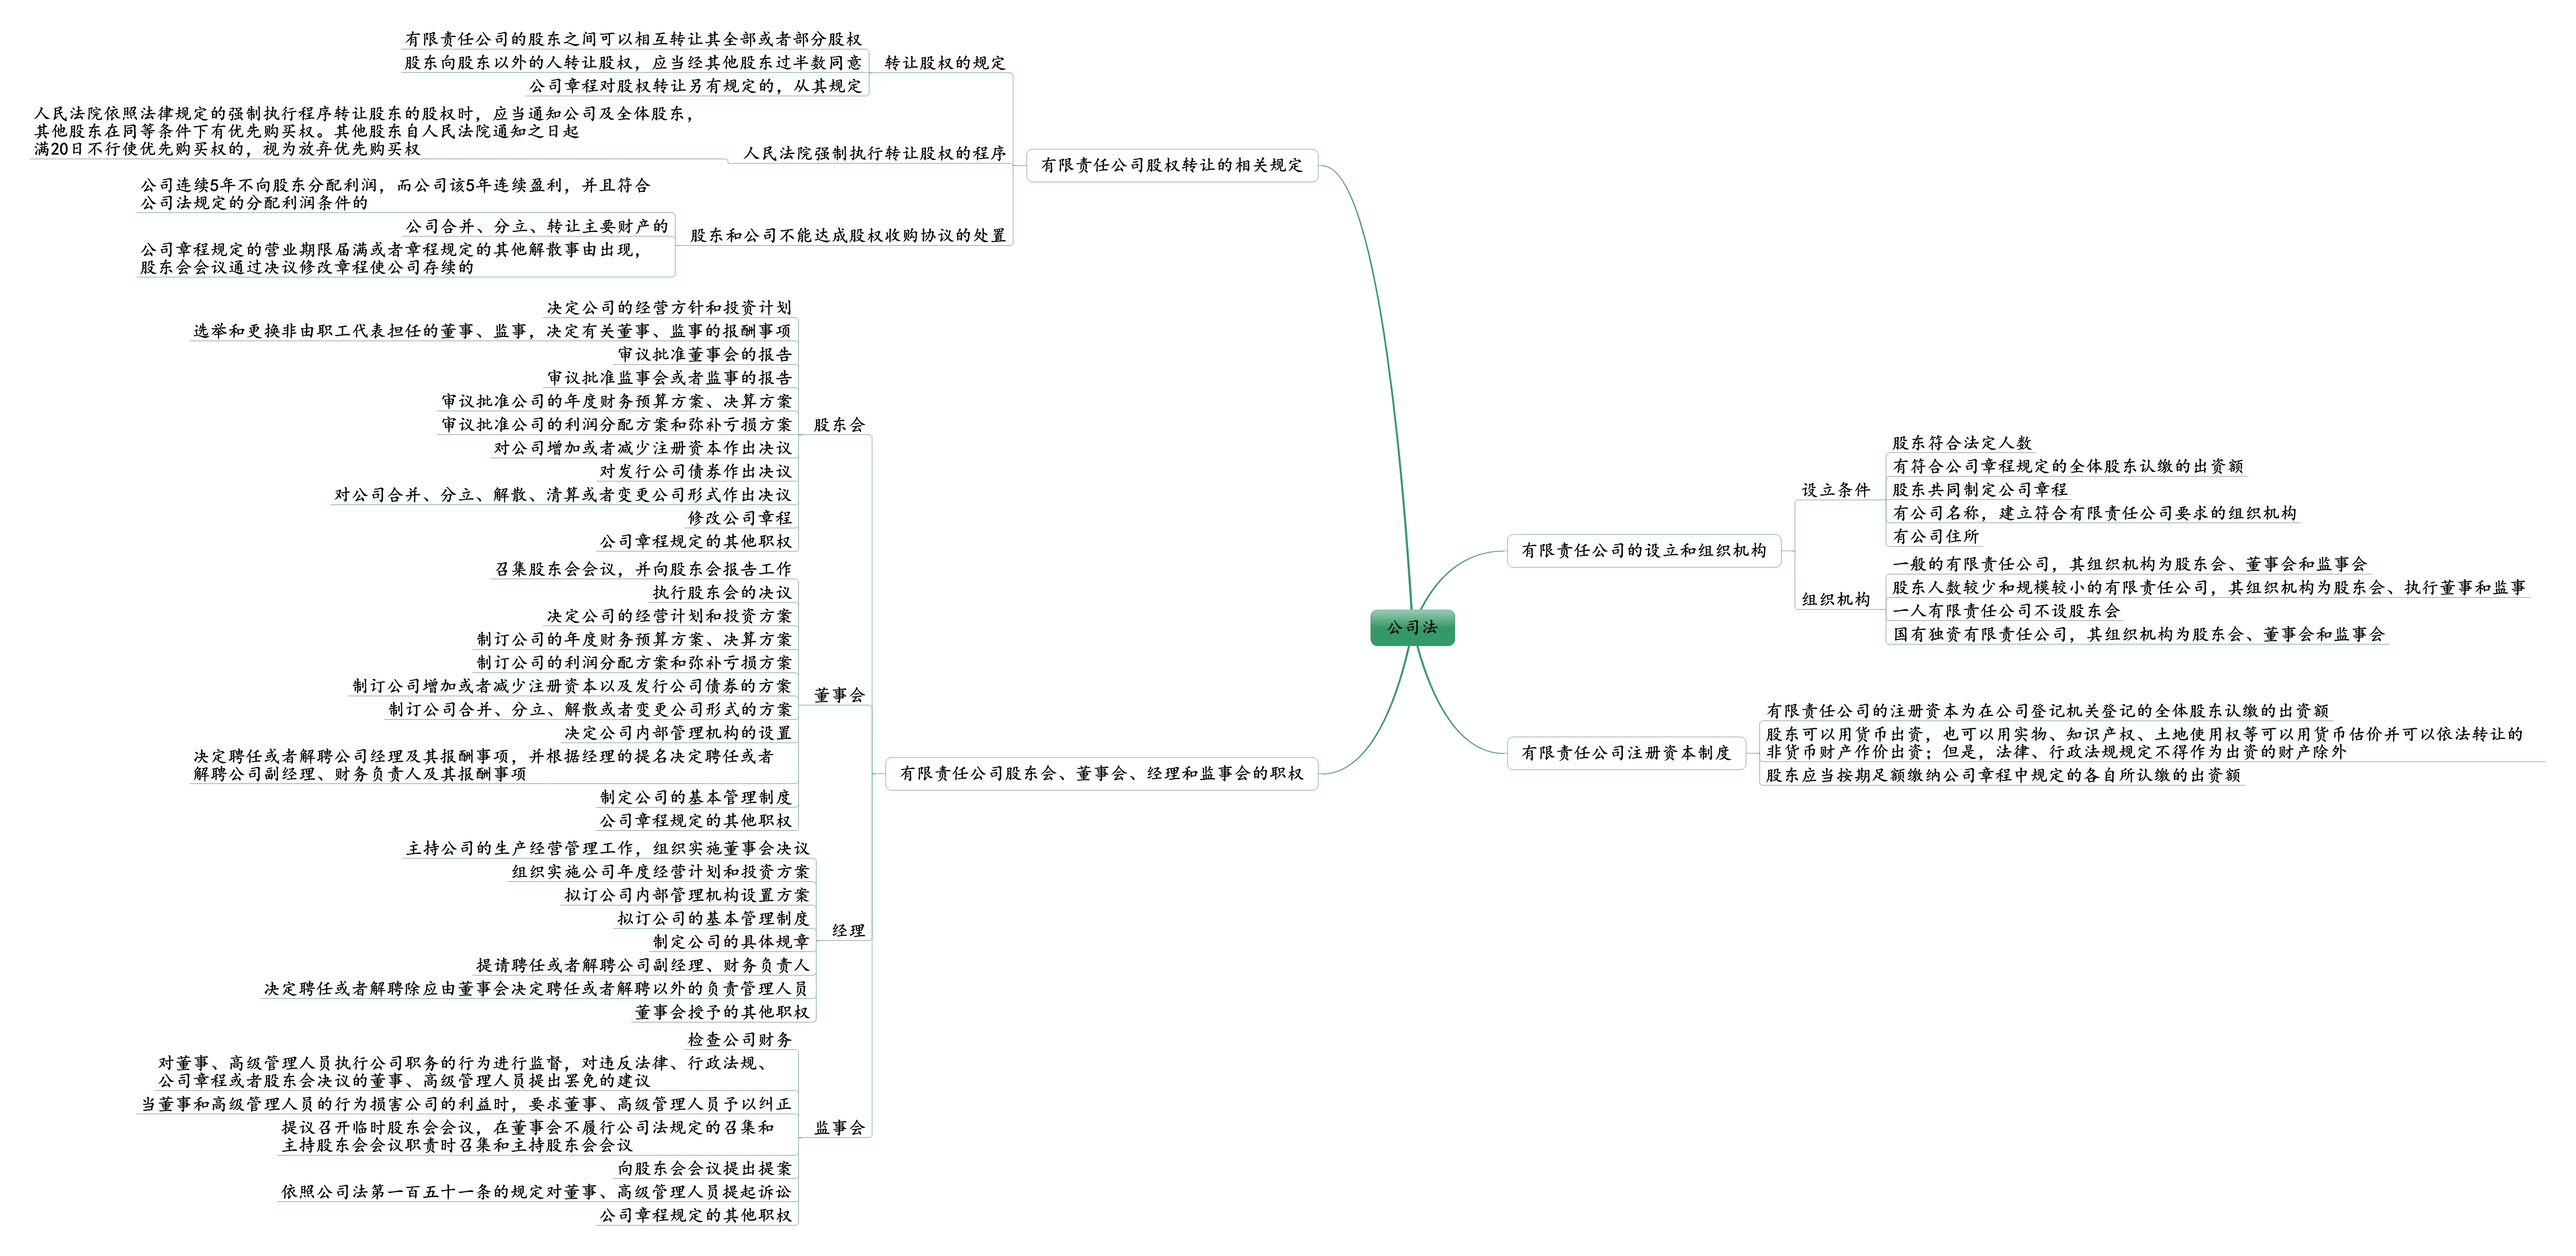 公司法
有限责任公司的设立和组织机构
设立条件
股东符合法定人数
有符合公司章程规定的全体股东认缴的出资额
股东共同制定公司章程
有公司名称，建立符合有限责任公司要求的组织机构
有公司住所
组织机构
一般的有限责任公司，其组织机构为股东会、董事会和监事会
股东人数较少和规模较小的有限责任公司，其组织机构为股东会、执行董事和监事
一人有限责任公司不设股东会
国有独资有限责任公司，其组织机构为股东会、董事会和监事会
有限责任公司注册资本制度
有限责任公司的注册资本为在公司登记机关登记的全体股东认缴的出资额
股东可以用货币出资，也可以用实物、知识产权、土地使用权等可以用货币估价并可以依法转让的
非货币财产作价出资；但是，法律、行政法规规定不得作为出资的财产除外
股东应当按期足额缴纳公司章程中规定的各自所认缴的出资额
有限责任公司股权转让的相关规定
转让股权的规定
有限责任公司的股东之间可以相互转让其全部或者部分股权
股东向股东以外的人转让股权，应当经其他股东过半数同意
公司章程对股权转让另有规定的，从其规定
人民法院强制执行转让股权的程序
人民法院依照法律规定的强制执行程序转让股东的股权时，应当通知公司及全体股东，
其他股东在同等条件下有优先购买权。其他股东自人民法院通知之日起
满20日不行使优先购买权的，视为放弃优先购买权
股东和公司不能达成股权收购协议的处置
公司连续5年不向股东分配利润，而公司该5年连续盈利，并且符合
公司法规定的分配利润条件的
公司合并、分立、转让主要财产的
公司章程规定的营业期限届满或者章程规定的其他解散事由出现，
股东会会议通过决议修改章程使公司存续的
有限责任公司股东会、董事会、经理和监事会的职权
股东会
决定公司的经营方针和投资计划
选举和更换非由职工代表担任的董事、监事，决定有关董事、监事的报酬事项
审议批准董事会的报告
审议批准监事会或者监事的报告
审议批准公司的年度财务预算方案、决算方案
审议批准公司的利润分配方案和弥补亏损方案
对公司增加或者减少注册资本作出决议
对发行公司债券作出决议
对公司合并、分立、解散、清算或者变更公司形式作出决议
修改公司章程
公司章程规定的其他职权
董事会
召集股东会会议，并向股东会报告工作
执行股东会的决议
决定公司的经营计划和投资方案
制订公司的年度财务预算方案、决算方案
制订公司的利润分配方案和弥补亏损方案
制订公司增加或者减少注册资本以及发行公司债券的方案
制订公司合并、分立、解散或者变更公司形式的方案
决定公司内部管理机构的设置
决定聘任或者解聘公司经理及其报酬事项，并根据经理的提名决定聘任或者
解聘公司副经理、财务负责人及其报酬事项
制定公司的基本管理制度
公司章程规定的其他职权
经理
主持公司的生产经营管理工作，组织实施董事会决议
组织实施公司年度经营计划和投资方案
拟订公司内部管理机构设置方案
拟订公司的基本管理制度
制定公司的具体规章
提请聘任或者解聘公司副经理、财务负责人
决定聘任或者解聘除应由董事会决定聘任或者解聘以外的负责管理人员
董事会授予的其他职权
监事会
检查公司财务
对董事、高级管理人员执行公司职务的行为进行监督，对违反法律、行政法规、
公司章程或者股东会决议的董事、高级管理人员提出罢免的建议
当董事和高级管理人员的行为损害公司的利益时，要求董事、高级管理人员予以纠正
提议召开临时股东会会议，在董事会不履行公司法规定的召集和
主持股东会会议职责时召集和主持股东会会议
向股东会会议提出提案
依照公司法第一百五十一条的规定对董事、高级管理人员提起诉讼
公司章程规定的其他职权